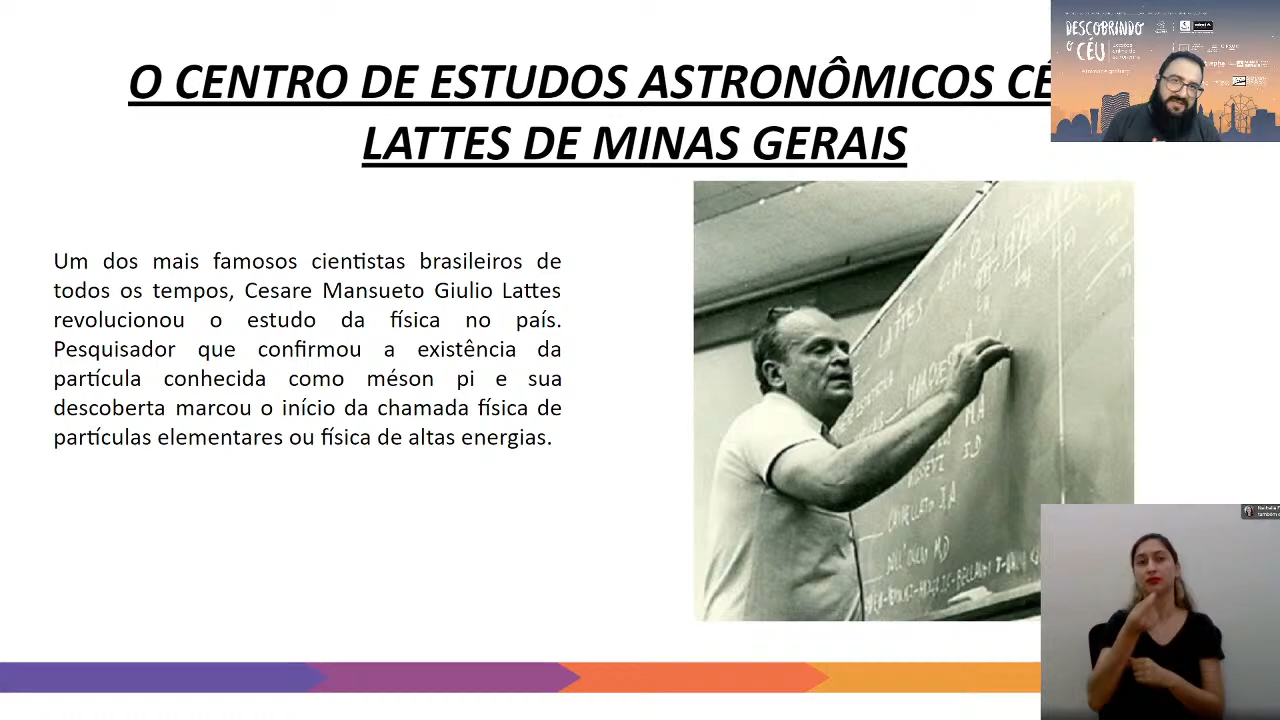 O CENTRO DE ESTUDOS ASTRONÔMICOS CÉ
LATTES DE MINAS GERAIS
DESCOBRINDO
O CÉU
Um dos mais famosos cientistas brasileiros de
todos os tempos, Cesare Mansueto Giulio Lattes
revolucionou o estudo da física no país.
Pesquisador que confirmou a existência da
partícula conhecida como méson pi e sua
descoberta marcou o início da chamada física de
partículas elementares ou física de altas energias.
LATTES